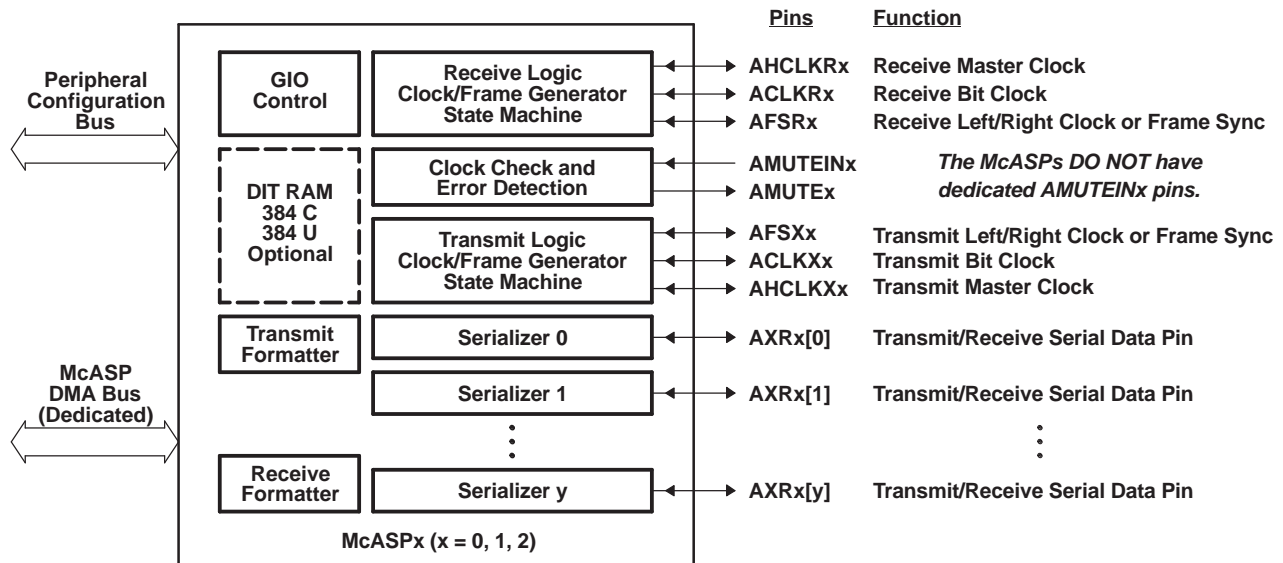 Pins Function
Peripheral
Configuration
Bus
GIO
Control
Receive Logic
Clock/Frame Generator
State Machine
AHCLKRx Receive Master Clock
ACLKRx Receive Bit Clock
AFSRx Receive Left/Right Clock or Frame Sync
DIT RAM
384 C
384 U
Optional
Clock Check and
Error Detection
AMUTEINx
AMUTEx
The McASPs DO NOT have
dedicated AMUTEINx pins.
Transmit Logic
Clock/Frame Generator
State Machine
AFSXx Transmit Left/Right Clock or Frame Sync
ACLKXx Transmit Bit Clock
AHCLKXx Transmit Master Clock
Transmit
Formatter
Serializer 0
AXRx[0] Transmit/Receive Serial Data Pin
McASP
DMA Bus
(Dedicated)
Serializer 1
AXRx[1] Transmit/Receive Serial Data Pin
Receive
Formatter
Serializer y
AXRx[y] Transmit/Receive Serial Data Pin
McASPx (x = 0, 1, 2)